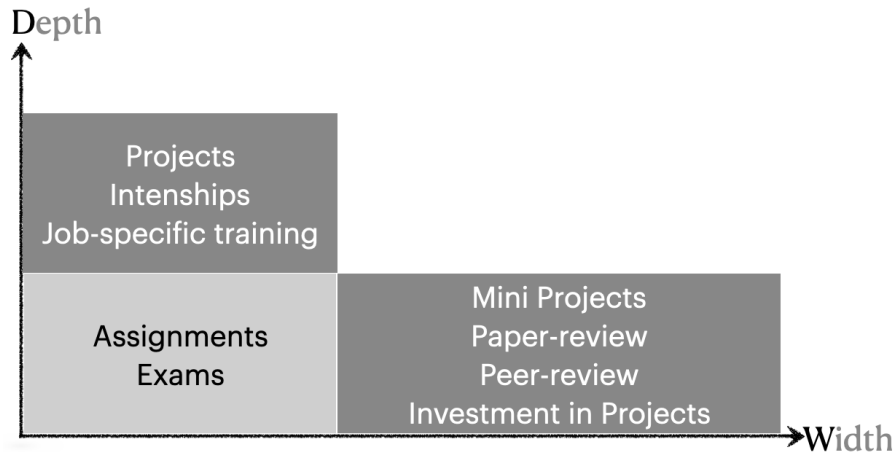 Depth
Projects
Intenships
Job-specific training
Assignments
Exams
Mini Projects
Paper-review
Peer-review
Investment in Projects
Width